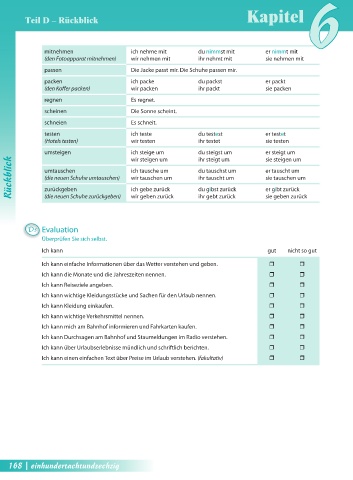 Teil D – Rückblick
Kapitel 6
mitnehmen ich nehme mit du nimmst mit er nimmt mit
(den Fotoapparat mitnehmen) wir nehmen mit ihr nehmt mit sie nehmen mit
passen Die Jacke passt mir. Die Schuhe passen mir.
packen ich packe du packst er packt
(den Koffer packen) wir packen ihr packt sie packen
regnen Es regnet.
scheinen Die Sonne scheint.
schneien Es schneit.
testen ich teste du testest er testet
(Hotels testen) wir testen ihr testet sie testen
umsteigen ich steige um du steigst um er steigt um
wir steigen um ihr steigt um sie steigen um
umtauschen ich tausche um du tauschst um er tauscht um
(die neuen Schuhe umtauschen) wir tauschen um ihr tauscht um sie tauschen um
zurückgeben ich gebe zurück du gibst zurück er gibt zurück
(die neuen Schuhe zurückgeben) wir geben zurück ihr gebt zurück sie geben zurück
Rückblick
Evaluation
Überprüfen Sie sich selbst.
Ich kann gut nicht so gut
Ich kann einfache Informationen über das Wetter verstehen und geben.
Ich kann die Monate und die Jahreszeiten nennen.
Ich kann Reiseziele angeben.
Ich kann wichtige Kleidungsstücke und Sachen für den Urlaub nennen.
Ich kann Kleidung einkaufen.
Ich kann wichtige Verkehrsmittel nennen.
Ich kann mich am Bahnhof informieren und Fahrkarten kaufen.
Ich kann Durchsagen am Bahnhof und Staumeldungen im Radio verstehen.
Ich kann über Urlaubserlebnisse mündlich und schriftlich berichten.
Ich kann einen einfachen Text über Preise im Urlaub verstehen. (fakultativ)
168 | einhundertachtundsechzig